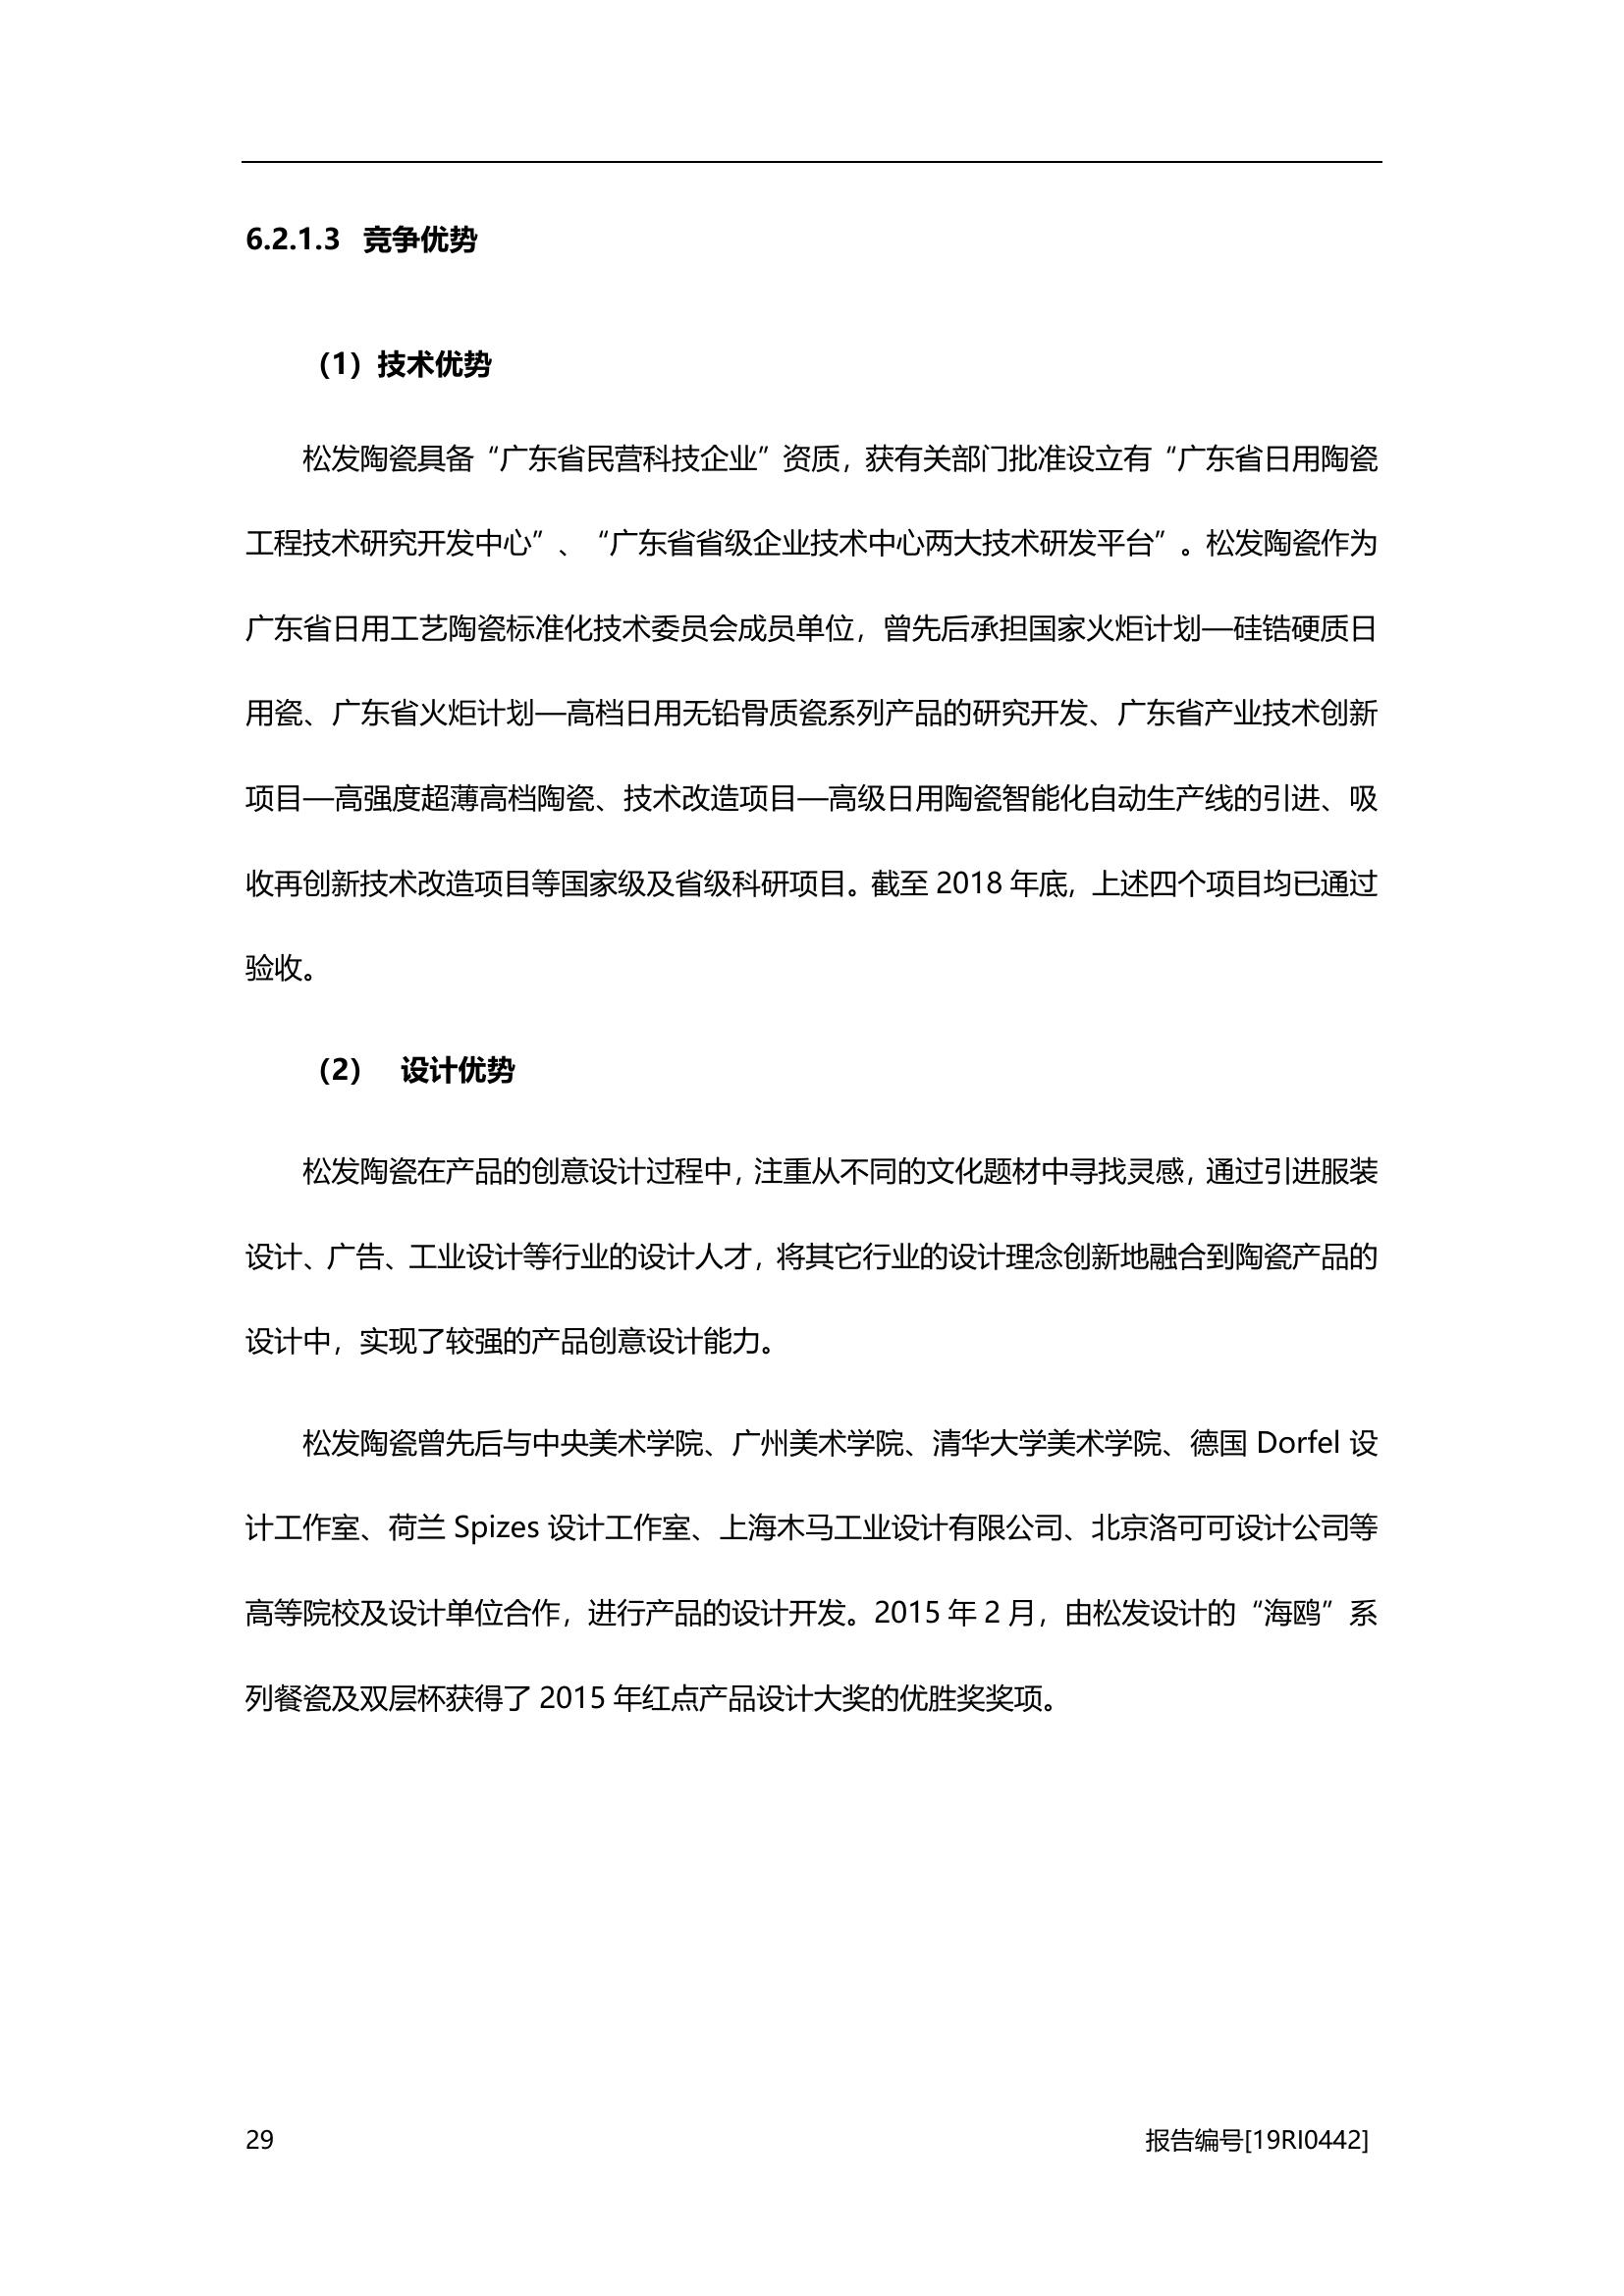 6.2.1.3 竞争优势
（1）技术优势
松发陶瓷具备“广东省民营科技企业”资质，获有关部门批准设立有“广东省日用陶瓷
工程技术研究开发中心”、“广东省省级企业技术中心两大技术研发平台”。松发陶瓷作为
广东省日用工艺陶瓷标准化技术委员会成员单位，曾先后承担国家火炬计划—硅锆硬质日
用瓷、广东省火炬计划—高档日用无铅骨质瓷系列产品的研究开发、广东省产业技术创新
项目—高强度超薄高档陶瓷、技术改造项目—高级日用陶瓷智能化自动生产线的引进、吸
收再创新技术改造项目等国家级及省级科研项目。截至 2018 年底，上述四个项目均已通过
验收。
（2） 设计优势
松发陶瓷在产品的创意设计过程中，注重从不同的文化题材中寻找灵感，通过引进服装
设计、广告、工业设计等行业的设计人才，将其它行业的设计理念创新地融合到陶瓷产品的
设计中，实现了较强的产品创意设计能力。
松发陶瓷曾先后与中央美术学院、广州美术学院、清华大学美术学院、德国 Dorfel 设
计工作室、荷兰 Spizes 设计工作室、上海木马工业设计有限公司、北京洛可可设计公司等
高等院校及设计单位合作，进行产品的设计开发。2015 年 2 月，由松发设计的“海鸥”系
列餐瓷及双层杯获得了 2015 年红点产品设计大奖的优胜奖奖项。
29 报告编号[19RI0442]